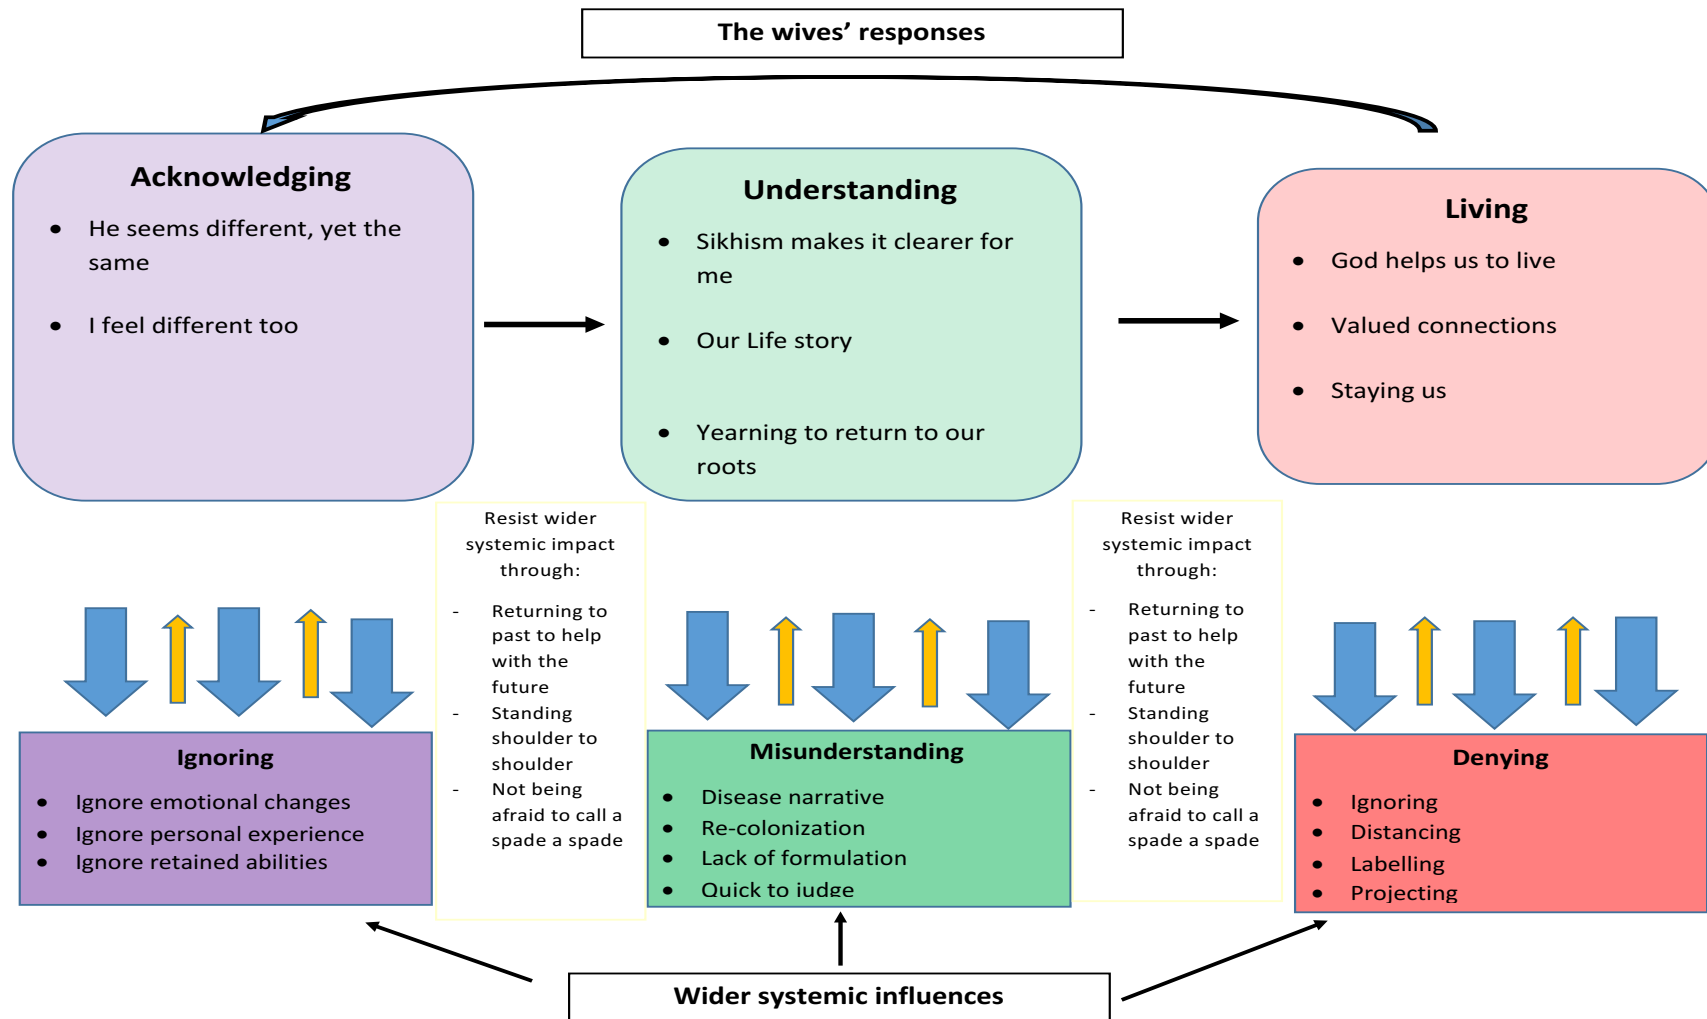 The wives’ responses
Acknowledging
• He seems different, yet the
same
• I feel different too
Understanding
• Sikhism makes it clearer for
me
• Our Life story
• Yearning to return to our
roots
Living
• God helps us to live
• Valued connections
• Staying us
Resist wider
systemic impact
through:
- Returning to
past to help
with the
future
- Standing
shoulder to
shoulder
- Not being
afraid to call a
spade a spade
Resist wider
systemic impact
through:
- Returning to
past to help
with the
future
- Standing
shoulder to
shoulder
- Not being
afraid to call a
spade a spade
Ignoring
• Ignore emotional changes
• Ignore personal experience
• Ignore retained abilities
Misunderstanding
• Disease narrative
• Re-colonization
• Lack of formulation
• Quick to judge
Denying
• Ignoring
• Distancing
• Labelling
• Projecting
Wider systemic influences